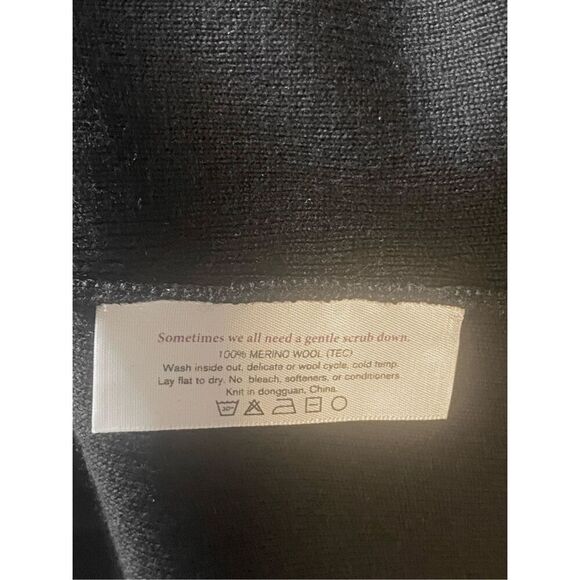 Sometimes we all need a gentle scrub down.
100% MERINO WOOL (TEC)
Wash inside out, delicate or wool cycle, cold temp.
Lay flat to dry. No bleach, softeners, or conditioners.
Knit in dongguan, China.
30°